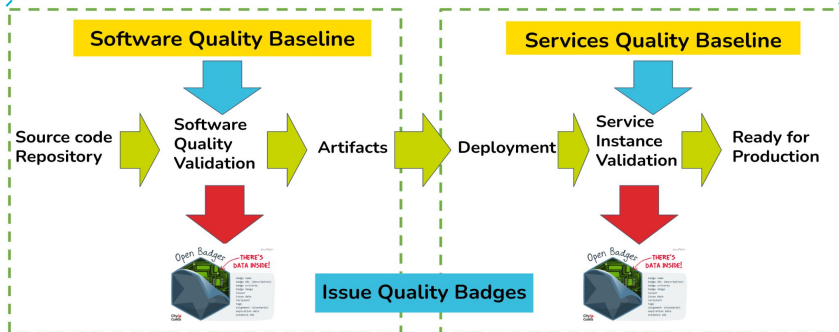 Software Quality Baseline
Services Quality Baseline
Source code
Repository
Software
Quality
Validation
Artifacts
Deployment
Service
Instance
Validation
Ready for
Production
Open Badges
THERE'S
DATA INSIDE!
Issue Quality Badges
Open Badges
THERE'S
DATA INSIDE!